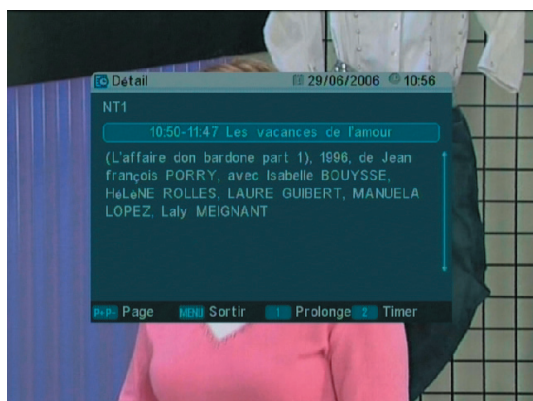 Détail 29/06/2006 10:56
NT1
10:50-11:47 Les vacances de l'amour
(L'affaire don bardone part 1), 1996, de Jean
françois PORRY, avec Isabelle BOUYSSE,
HéLèNE ROLLES, LAURE GUIBERT, MANUELA
LOPEZ, Laly MEIGNANT
P+P- Page MENU Sortir 1 Prolonge 2 Timer